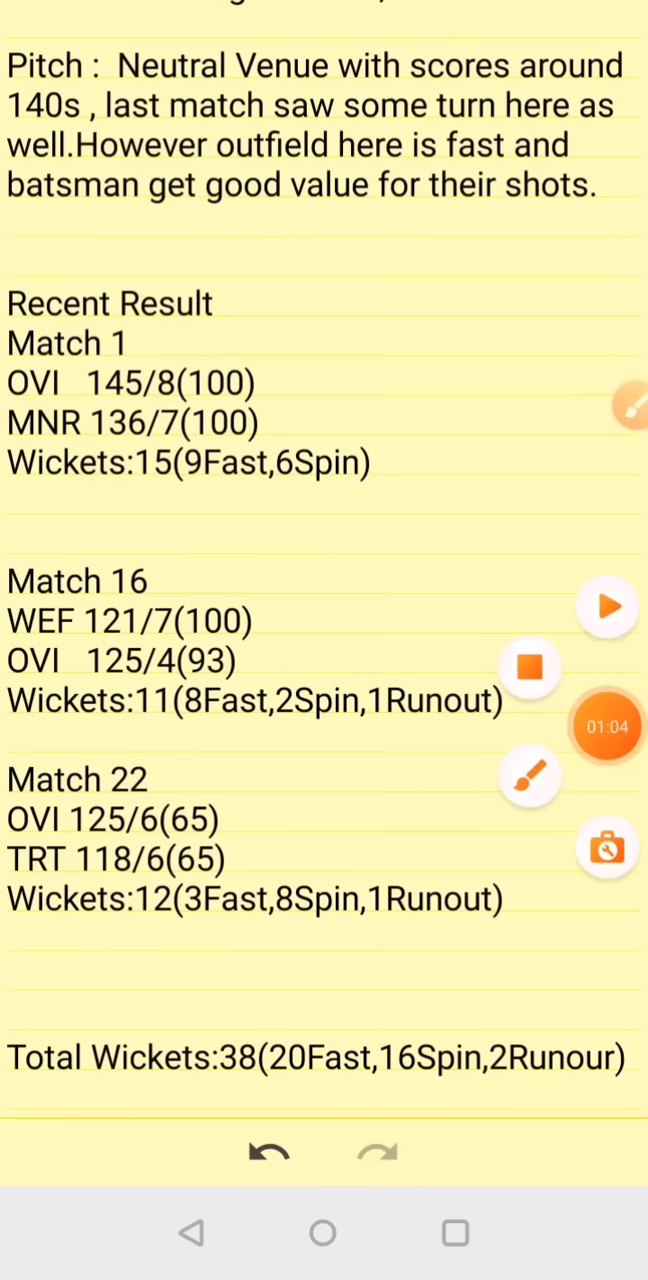 Pitch :  Neutral Venue with scores around
140s , last match saw some turn here as
well.However outfield here is fast and
batsman get good value for their shots.
Recent Result
Match 1
OVI   145/8(100)
MNR 136/7(100)
Wickets:15(9Fast,6Spin)
Match 16
WEF 121/7(100)
OVI   125/4(93)
Wickets:11(8Fast,2Spin,1Runout)
01:04
Match 22
OVI 125/6(65)
TRT 118/6(65)
Wickets:12(3Fast,8Spin,1Runout)
Total Wickets:38(20Fast,16Spin,2Runour)